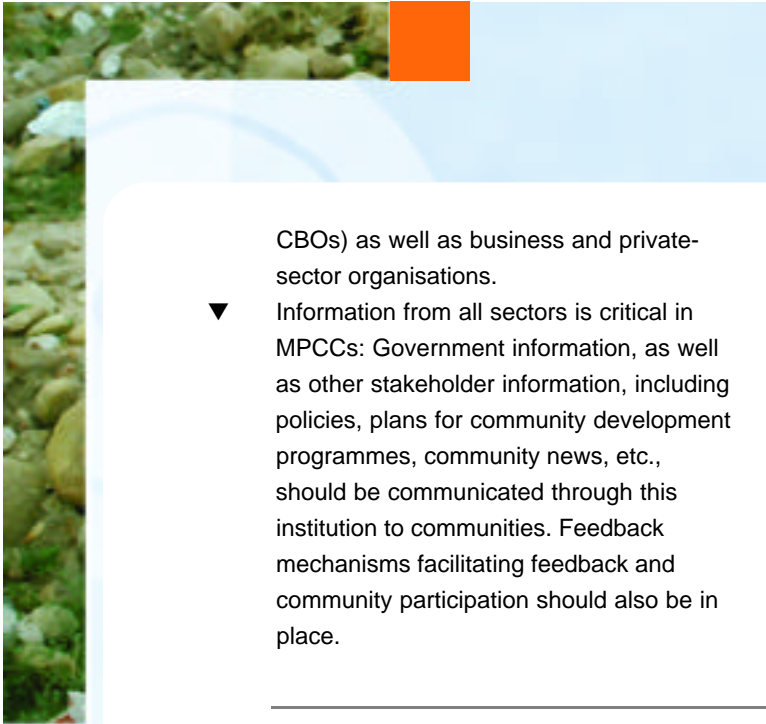 CBOs) as well as business and private-
sector organisations.
▼ Information from all sectors is critical in
MPCCs: Government information, as well
as other stakeholder information, including
policies, plans for community development
programmes, community news, etc.,
should be communicated through this
institution to communities. Feedback
mechanisms facilitating feedback and
community participation should also be in
place.